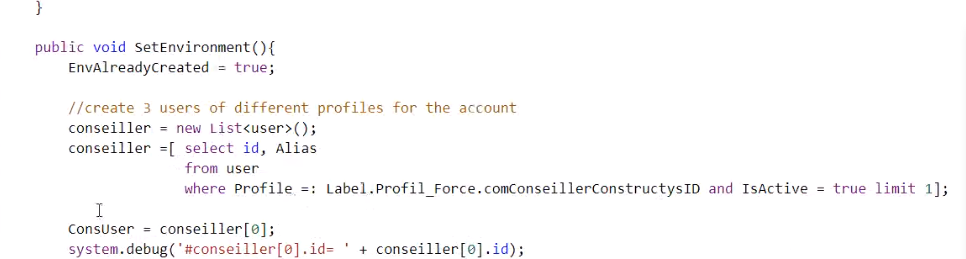 }
public void SetEnvironment(){
EnvAlreadyCreated = true;
//create 3 users of different profiles for the account
conseiller = new List<user>();
conseiller =[ select id, Alias
from user
where Profile =: Label.Profil_Force.comConseillerConstructysID and IsActive = true limit 1];
ConsUser = conseiller[0];
system.debug('#conseiller[0].id= ' + conseiller[0].id);